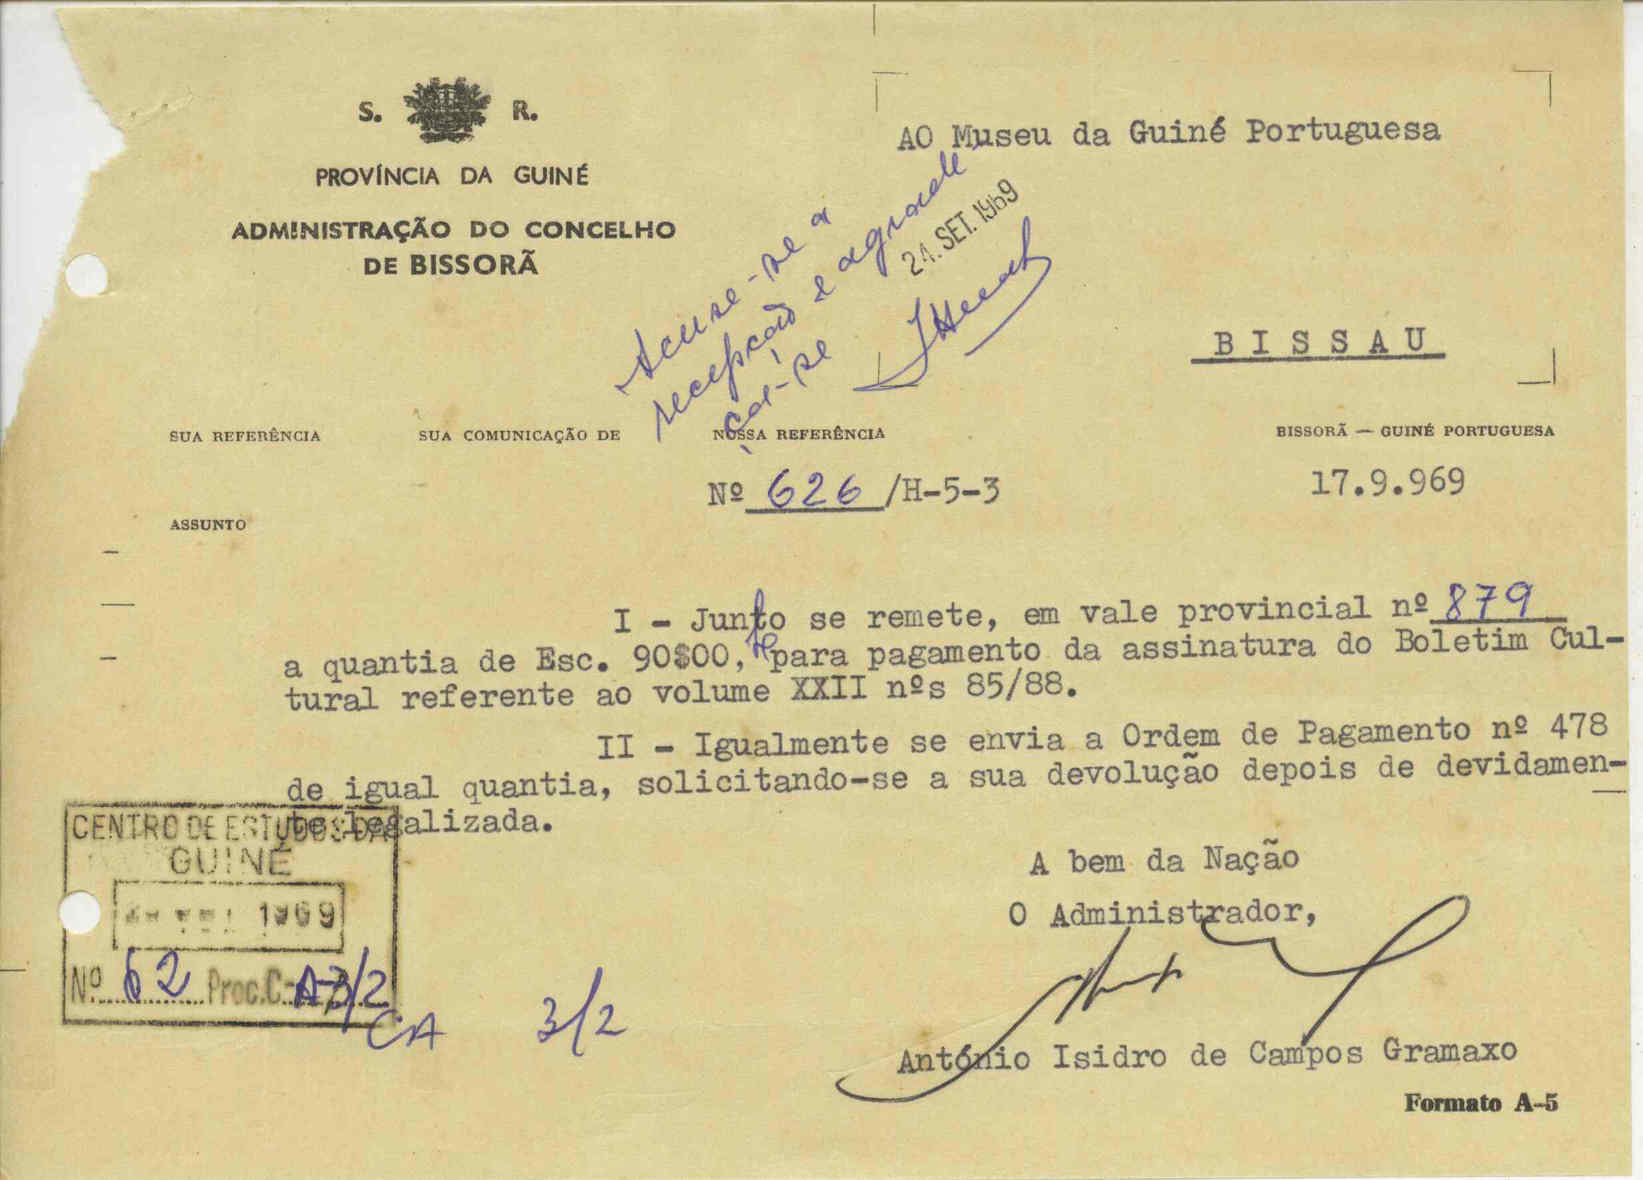 S. R.
PROVÍNCIA DA GUINÉ
ADMINISTRAÇÃO DO CONCELHO
DE BISSORÃ
AO Museu da Guiné Portuguesa
Acuse-se a
recepção e agrade
ça-se
24. SET. 1969
BISSAU
SUA REFERÊNCIA
SUA COMUNICAÇÃO DE
NOSSA REFERÊNCIA
BISSORÃ — GUINÉ PORTUGUESA
Nº 626 /H-5-3
17.9.969
ASSUNTO
I - Junto se remete, em vale provincial nº 879
a quantia de Esc. 90$00, para pagamento da assinatura do Boletim Cul-
tural referente ao volume XXII nºs 85/88.
II - Igualmente se envia a Ordem de Pagamento nº 478
de igual quantia, solicitando-se a sua devolução depois de devidamen-
te legalizada.
CENTRO DE ESTUDOS DA
GUINÉ
1969
Nº 62 Proc.C- A-3/2
CA 3/2
A bem da Nação
O Administrador,
António Isidro de Campos Gramaxo
Formato A-5